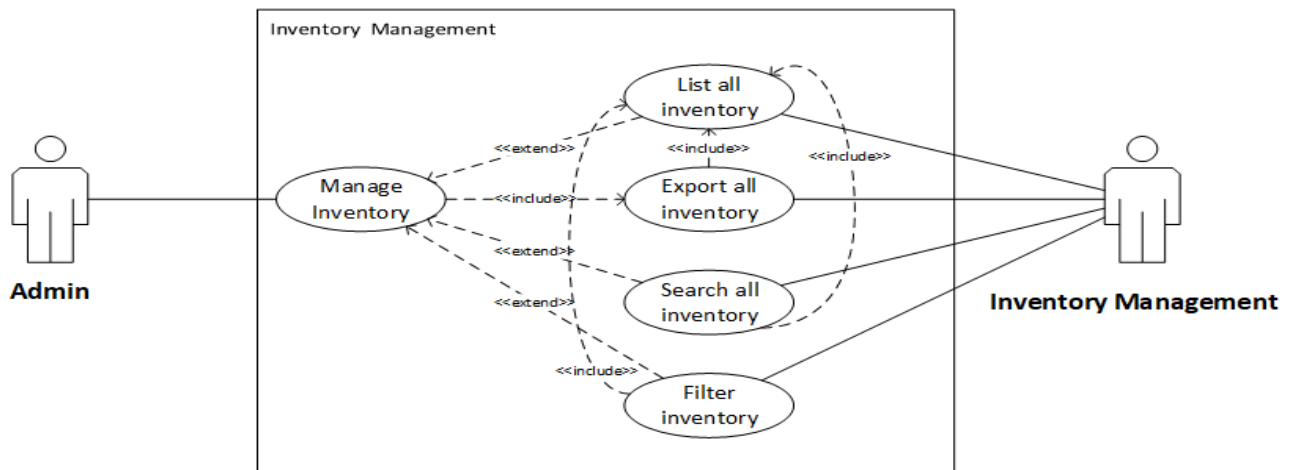 Inventory Management
List all
inventory
<<extend>>
<<include>>
<<include>>
Manage
Inventory
<<include>>
Export all
inventory
<<extend>>
Search all
inventory
<<extend>>
<<include>>
Filter
inventory
Admin
Inventory Management